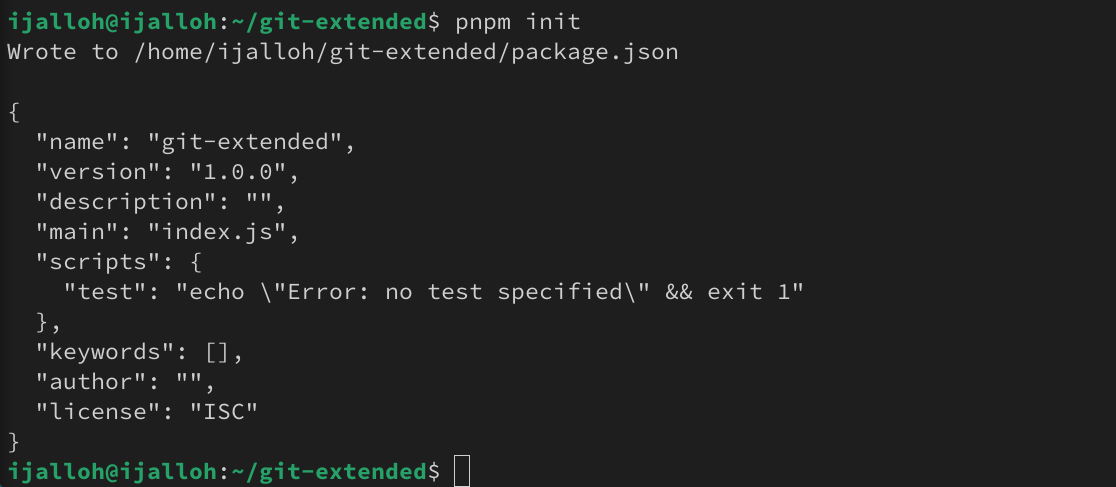 ijalloh@ijalloh:~/git-extended$ pnpm init
Wrote to /home/ijalloh/git-extended/package.json

{
  "name": "git-extended",
  "version": "1.0.0",
  "description": "",
  "main": "index.js",
  "scripts": {
    "test": "echo \"Error: no test specified\" && exit 1"
  },
  "keywords": [],
  "author": "",
  "license": "ISC"
}
ijalloh@ijalloh:~/git-extended$